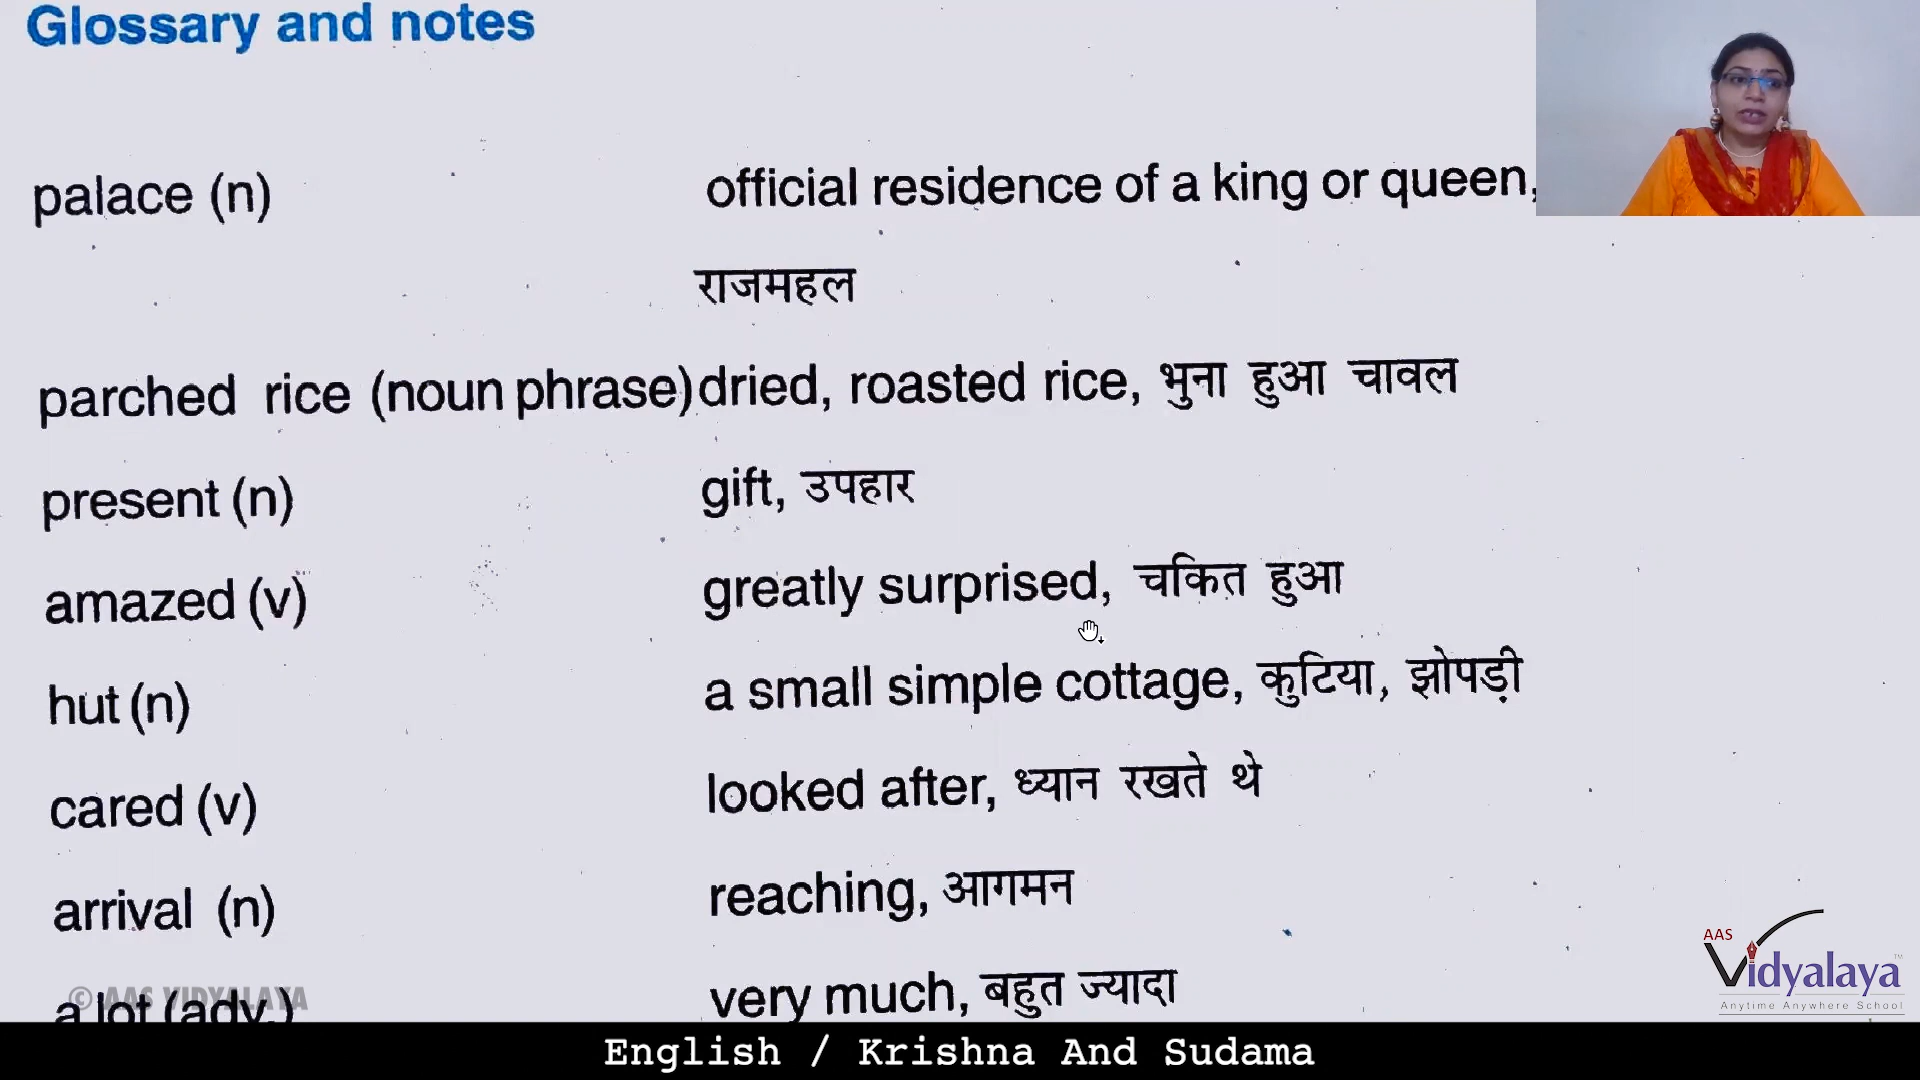 Glossary and notes
palace (n) official residence of a king or queen,
राजमहल
parched rice (noun phrase) dried, roasted rice, भुना हुआ चावल
present (n) gift, उपहार
amazed (v) greatly surprised, चकित हुआ
hut (n) a small simple cottage, कुटिया, झोपड़ी
cared (v) looked after, ध्यान रखते थे
arrival (n) reaching, आगमन
a lot (adv.) very much, बहुत ज्यादा
© AAS VIDYALAYA
AAS
Vidyalaya™
Anytime Anywhere School
English / Krishna And Sudama